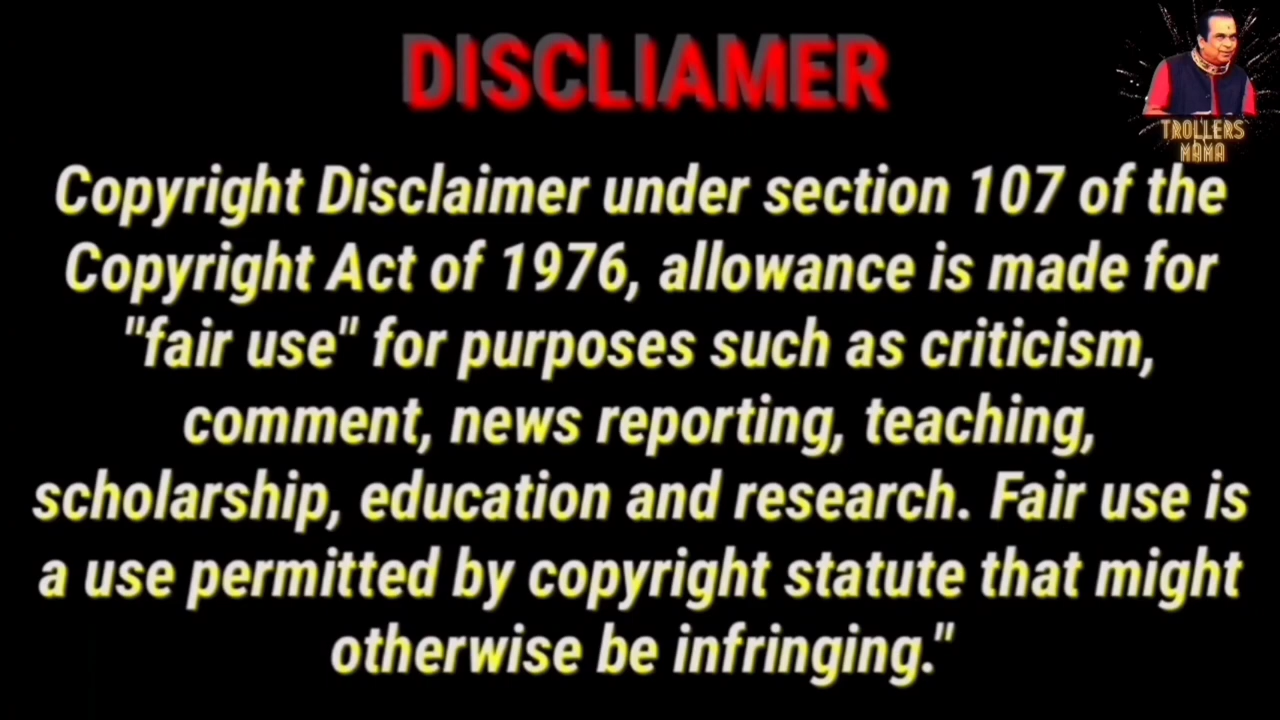 DISCLIAMER
TROLLERS
MAMA
Copyright Disclaimer under section 107 of the
Copyright Act of 1976, allowance is made for
"fair use" for purposes such as criticism,
comment, news reporting, teaching,
scholarship, education and research. Fair use is
a use permitted by copyright statute that might
otherwise be infringing."